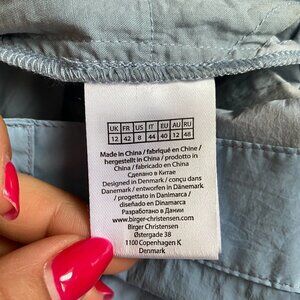 UK FR US IT EU AU RU
12 42 8 44 40 12 48
Made in China / fabriqué en Chine /
hergestellt in China / prodotto in
China / fabricado en China
Сделано в Китае
Designed in Denmark / conçu dans
Danemark / entworfen in Dänemark
/ progettato in Danimarca /
diseñado en Dinamarca
Разработано в Дании
www.birger-christensen.com
Birger Christensen
Østergade 38
1100 Copenhagen K
Denmark